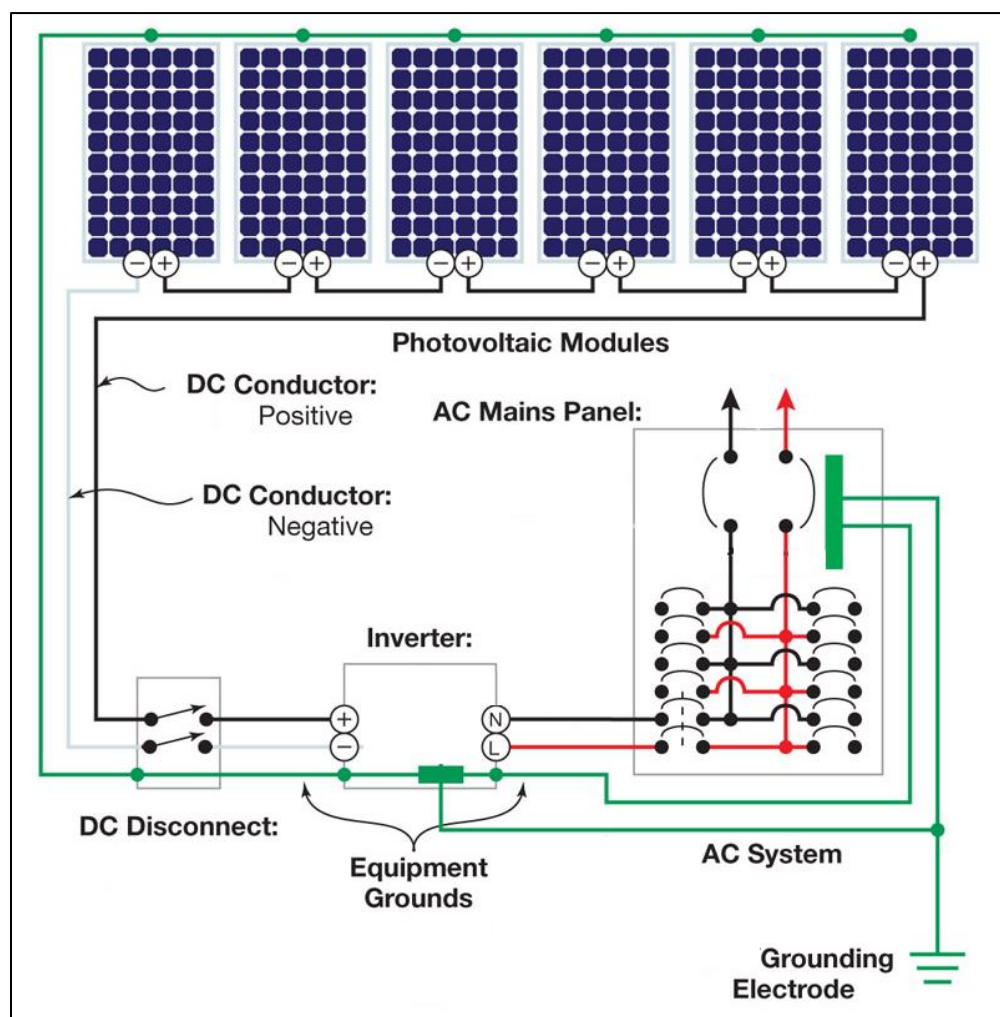 − + − + − + − + − + − +
Photovoltaic Modules
DC Conductor:
Positive
AC Mains Panel:
DC Conductor:
Negative
Inverter:
+ N
− L
DC Disconnect:
Equipment
Grounds
AC System
Grounding
Electrode